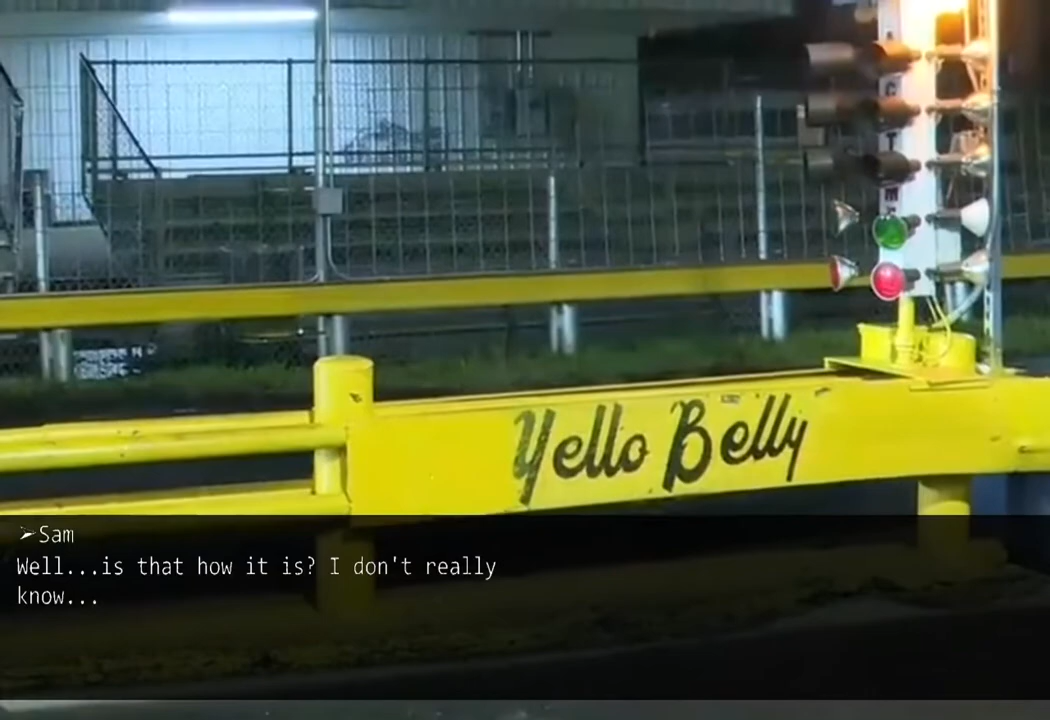 Yello Belly
Sam
Well...is that how it is? I don't really
know...